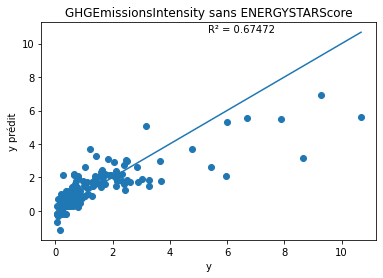 GHGEmissionsIntensity sans ENERGYSTARScore
R² = 0.67472
10
8
6
4
2
0
y prédit
0 2 4 6 8 10
y